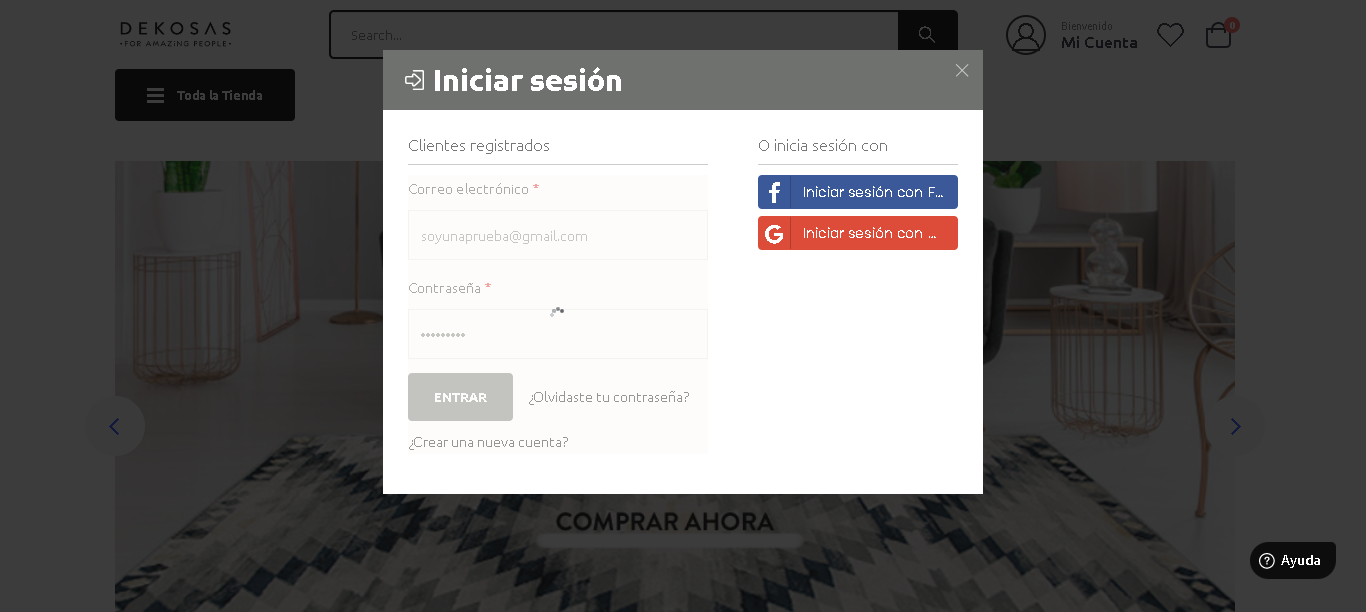 DEKOSAS
•FOR AMAZING PEOPLE•
Search...
Bienvenido
Mi Cuenta
0
Toda la Tienda
Iniciar sesión
Clientes registrados
Correo electrónico *
soyunaprueba@gmail.com
Contraseña *
•••••••••
ENTRAR
¿Olvidaste tu contraseña?
¿Crear una nueva cuenta?
O inicia sesión con
Iniciar sesión con F...
Iniciar sesión con ...
COMPRAR AHORA
Ayuda